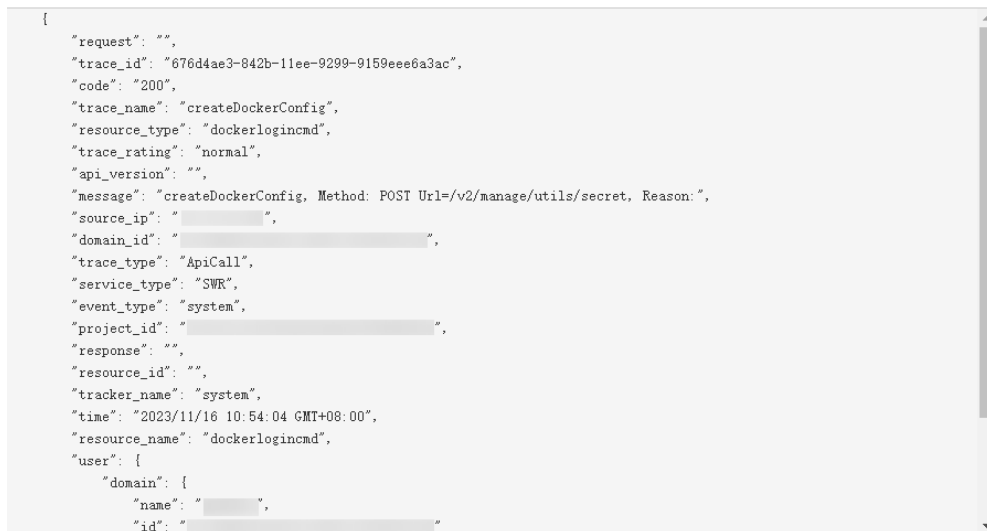 {
"request": "",
"trace_id": "676d4ae3-842b-11ee-9299-9159eee6a3ac",
"code": "200",
"trace_name": "createDockerConfig",
"resource_type": "dockerlogincmd",
"trace_rating": "normal",
"api_version": "",
"message": "createDockerConfig, Method: POST Url=/v2/manage/utils/secret, Reason:",
"source_ip": " ",
"domain_id": " ",
"trace_type": "ApiCall",
"service_type": "SWR",
"event_type": "system",
"project_id": " ",
"response": "",
"resource_id": "",
"tracker_name": "system",
"time": "2023/11/16 10:54:04 GMT+08:00",
"resource_name": "dockerlogincmd",
"user": {
"domain": {
"name": " ",
"id": " "